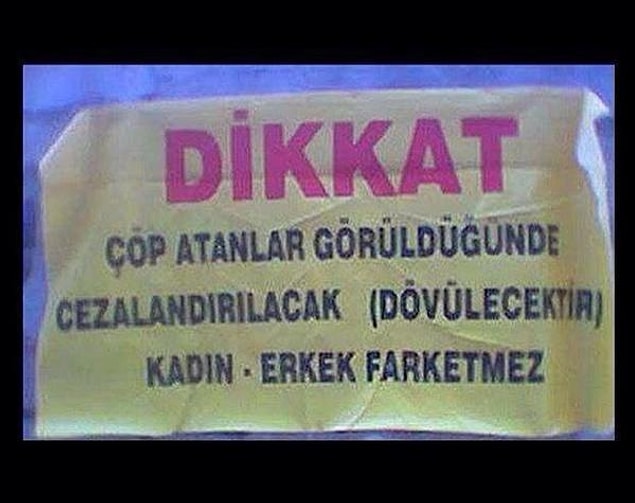 DİKKAT
ÇÖP ATANLAR GÖRÜLDÜĞÜNDE
CEZALANDIRILACAK (DÖVÜLECEKTİR)
KADIN - ERKEK FARKETMEZ